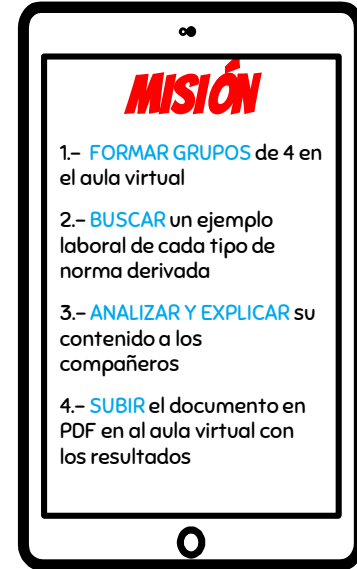 MISIÓN
1.- FORMAR GRUPOS de 4 en
el aula virtual
2.- BUSCAR un ejemplo
laboral de cada tipo de
norma derivada
3.- ANALIZAR Y EXPLICAR su
contenido a los
compañeros
4.- SUBIR el documento en
PDF en al aula virtual con
los resultados